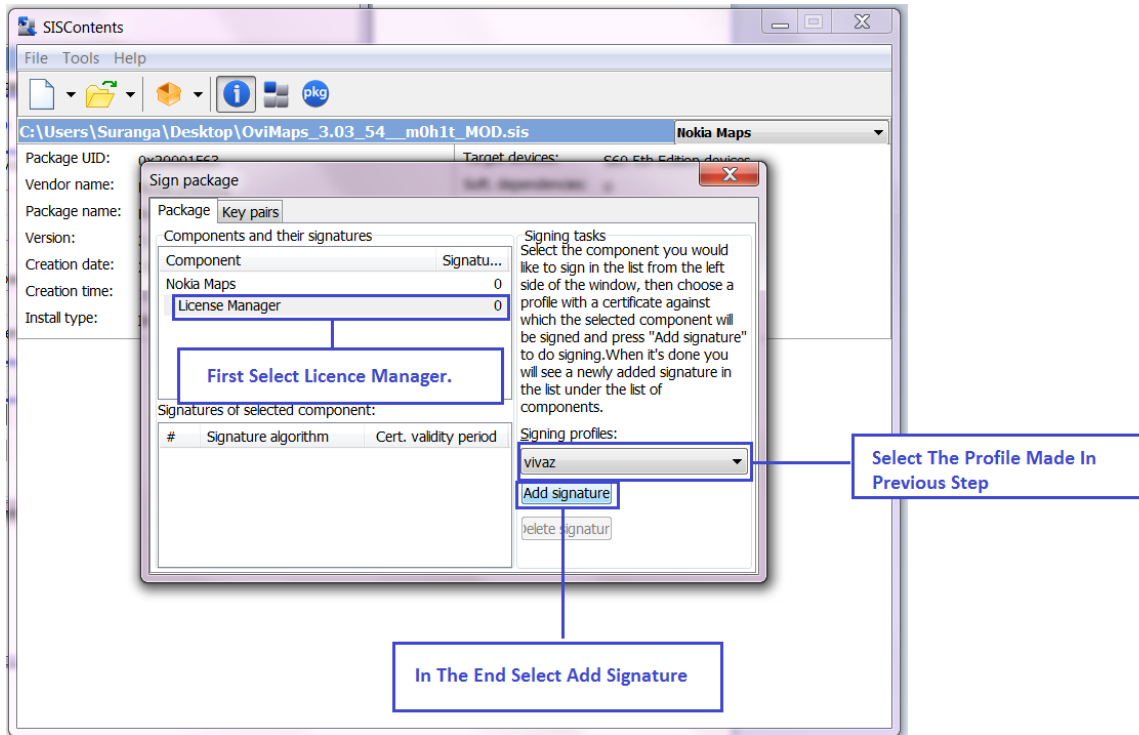 SISContents
File Tools Help
pkg
C:\Users\Suranga\Desktop\OviMaps_3.03_54__m0h1t_MOD.sis
Nokia Maps
Package UID:
Target devices:
S60 5th Edition devices
Vendor name:
Soft. dependencies:
Package name:
Version:
Creation date:
Creation time:
Install type:
Sign package
Package Key pairs
Components and their signatures
Component Signatu...
Nokia Maps 0
License Manager 0
First Select Licence Manager.
Signatures of selected component:
# Signature algorithm Cert. validity period
Signing tasks
Select the component you would
like to sign in the list from the left
side of the window, then choose a
profile with a certificate against
which the selected component will
be signed and press "Add signature"
to do signing.When it's done you
will see a newly added signature in
the list under the list of
components.
Signing profiles:
vivaz
Add signature
Select The Profile Made In
Previous Step
In The End Select Add Signature